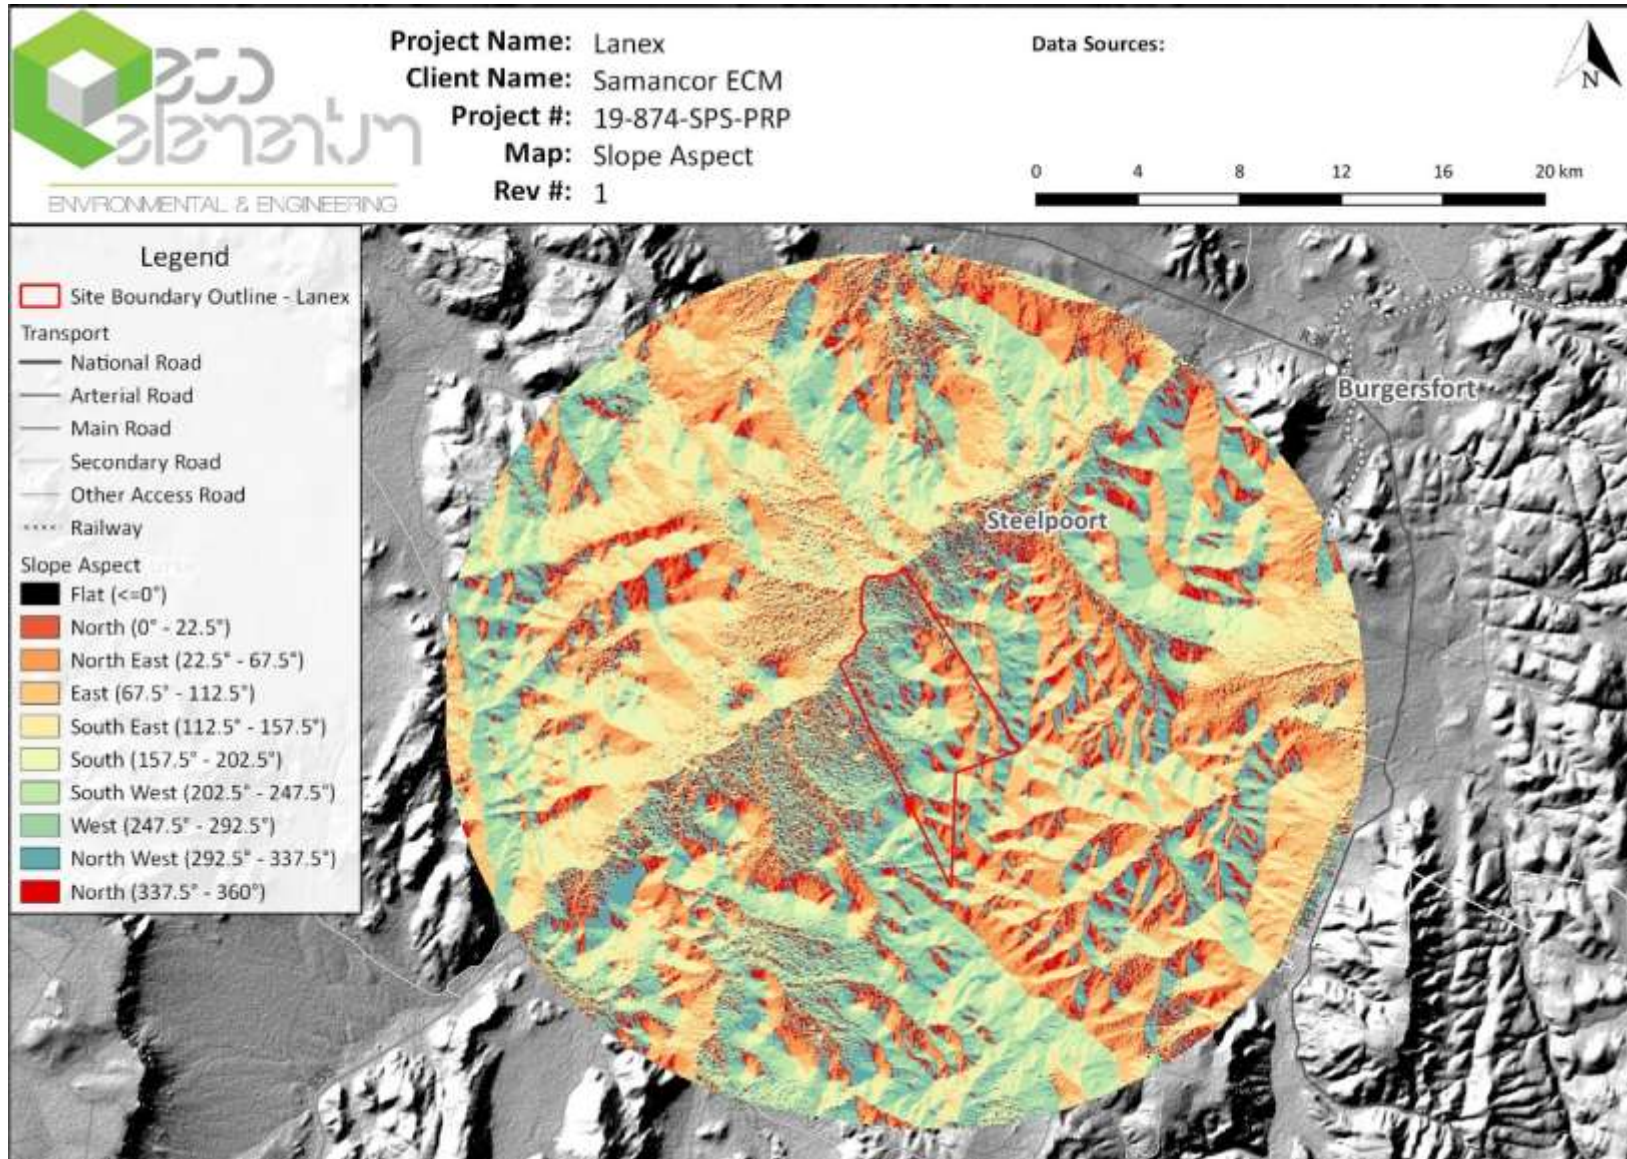 eco
elementum
ENVIRONMENTAL & ENGINEERING
Project Name: Lanex
Client Name: Samancor ECM
Project #: 19-874-SPS-PRP
Map: Slope Aspect
Rev #: 1
Data Sources:
N
0 4 8 12 16 20 km
Legend
Site Boundary Outline - Lanex
Transport
National Road
Arterial Road
Main Road
Secondary Road
Other Access Road
Railway
Slope Aspect
Flat (<=0°)
North (0° - 22.5°)
North East (22.5° - 67.5°)
East (67.5° - 112.5°)
South East (112.5° - 157.5°)
South (157.5° - 202.5°)
South West (202.5° - 247.5°)
West (247.5° - 292.5°)
North West (292.5° - 337.5°)
North (337.5° - 360°)
Burgersfort
Steelpoort